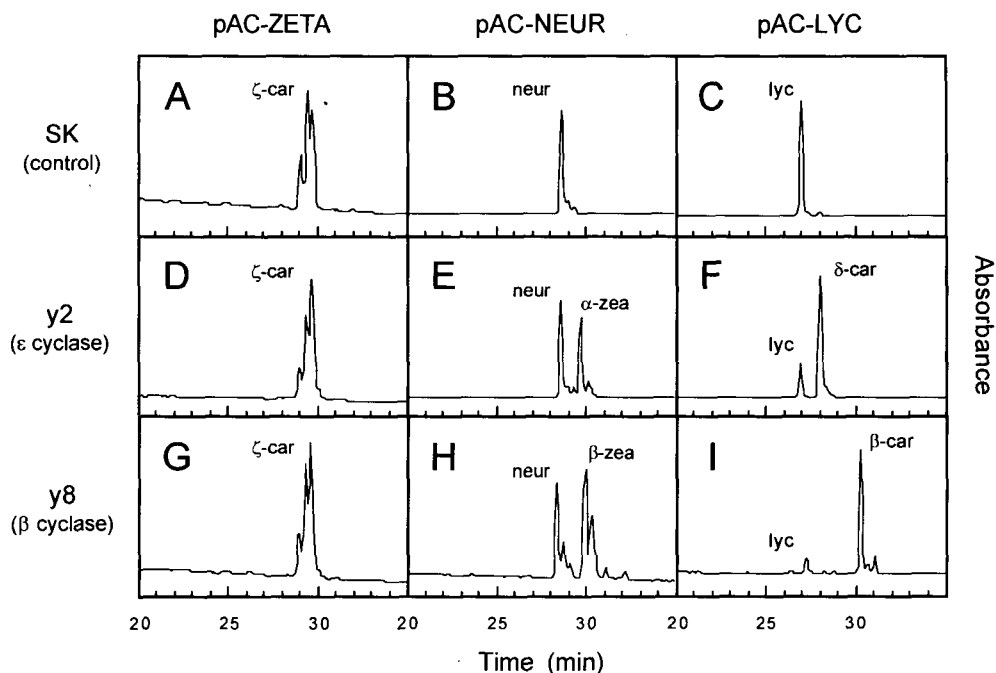 pAC-ZETA pAC-NEUR pAC-LYC
SK
(control)
A ζ-car
B neur
C lyc
y2
(ε cyclase)
D ζ-car
E neur α-zea
F lyc δ-car
y8
(β cyclase)
G ζ-car
H neur β-zea
I lyc β-car
Absorbance
20 25 30 20 25 30 20 25 30
Time (min)